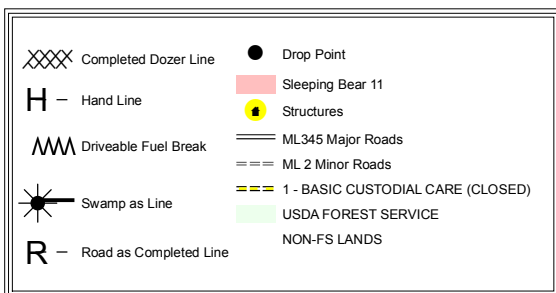 Completed Dozer Line
H – Hand Line
Driveable Fuel Break
Swamp as Line
R – Road as Completed Line
Drop Point
Sleeping Bear 11
Structures
ML345 Major Roads
ML 2 Minor Roads
1 - BASIC CUSTODIAL CARE (CLOSED)
USDA FOREST SERVICE
NON-FS LANDS